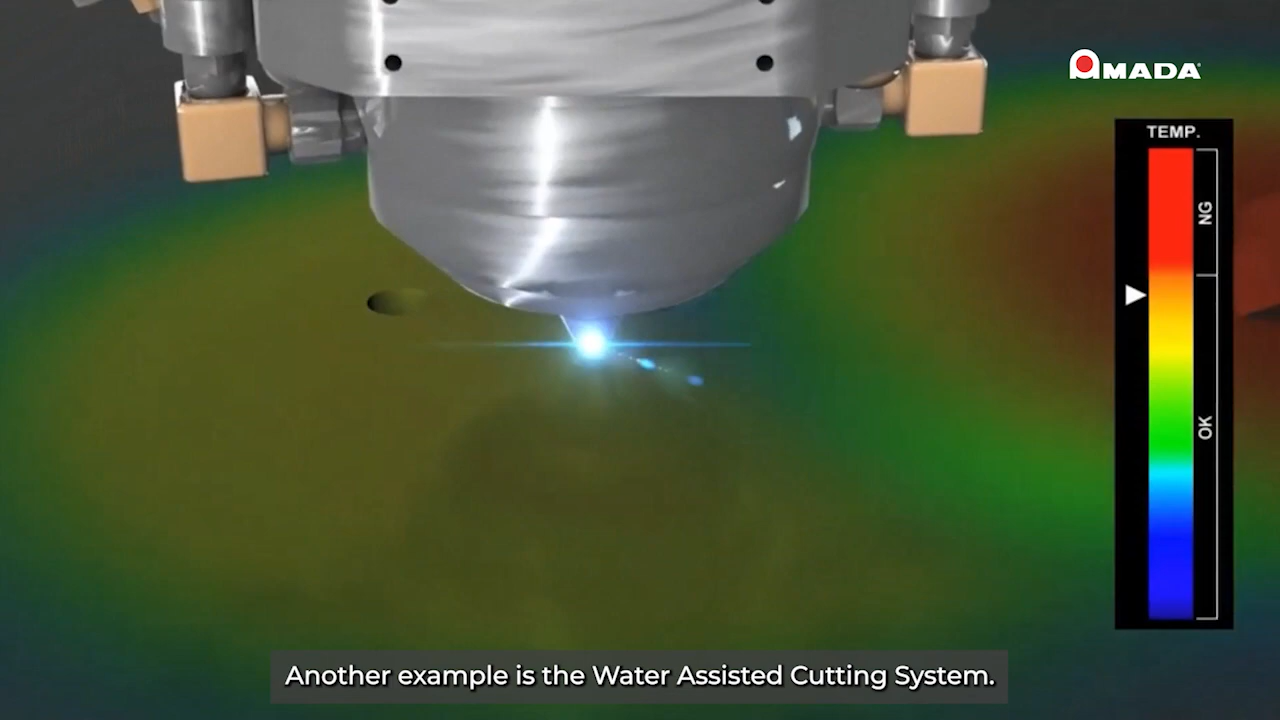 AMADA
TEMP.
NG
OK
Another example is the Water Assisted Cutting System.